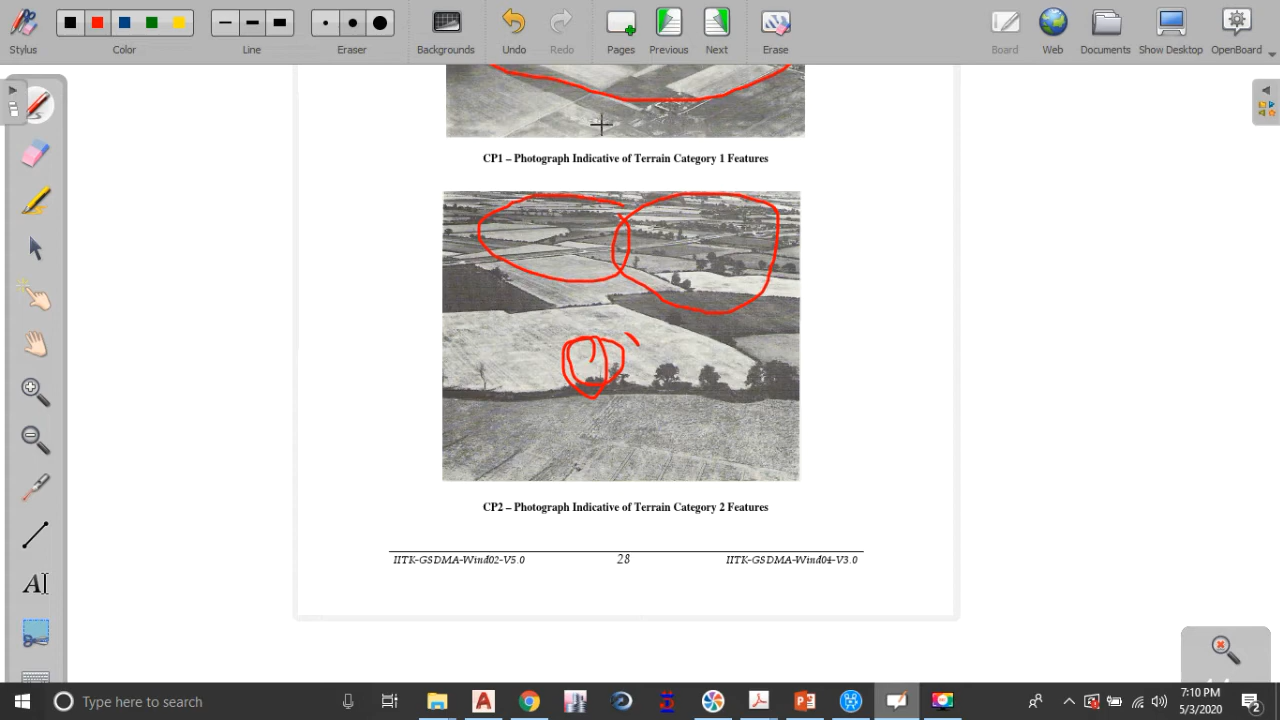 Stylus
Color
Line
Eraser
Backgrounds
Undo
Redo
Pages
Previous
Next
Erase
Board
Web
Documents
Show Desktop
OpenBoard
CP1 – Photograph Indicative of Terrain Category 1 Features
CP2 – Photograph Indicative of Terrain Category 2 Features
IITK-GSDMA-Wind02-V5.0 28 IITK-GSDMA-Wind04-V3.0
Type here to search
7:10 PM
5/3/2020
2